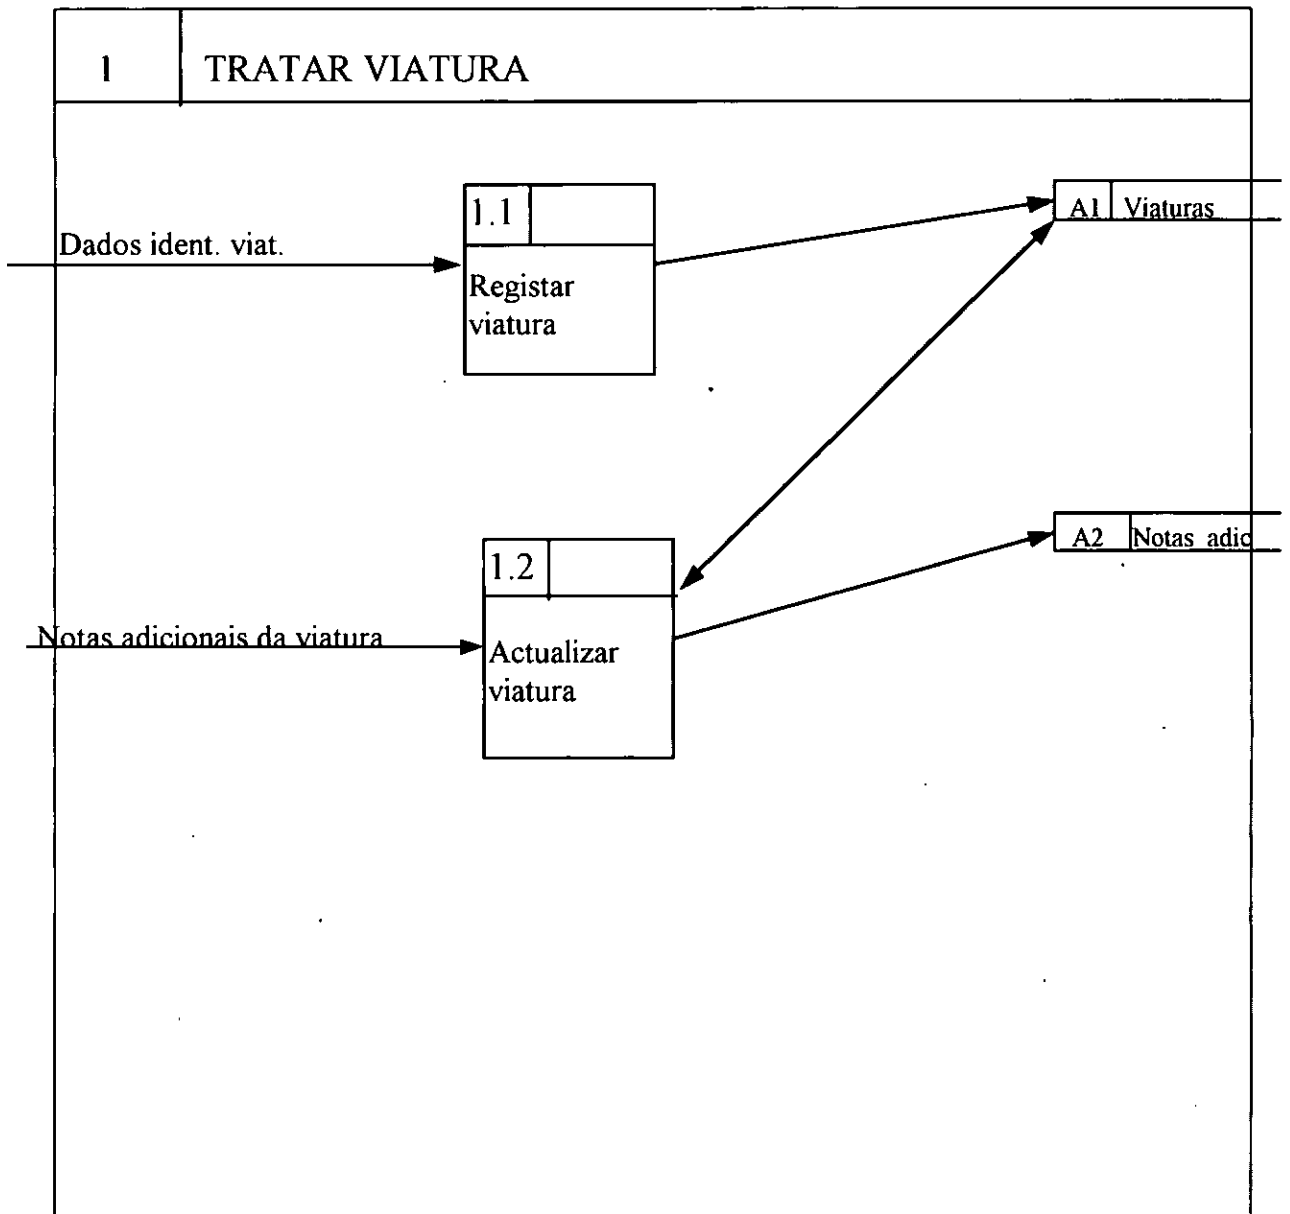 1 TRATAR VIATURA
1.1
A1 Viaturas
Dados ident. viat.
Registar
viatura
1.2
A2 Notas adic
Notas adicionais da viatura
Actualizar
viatura